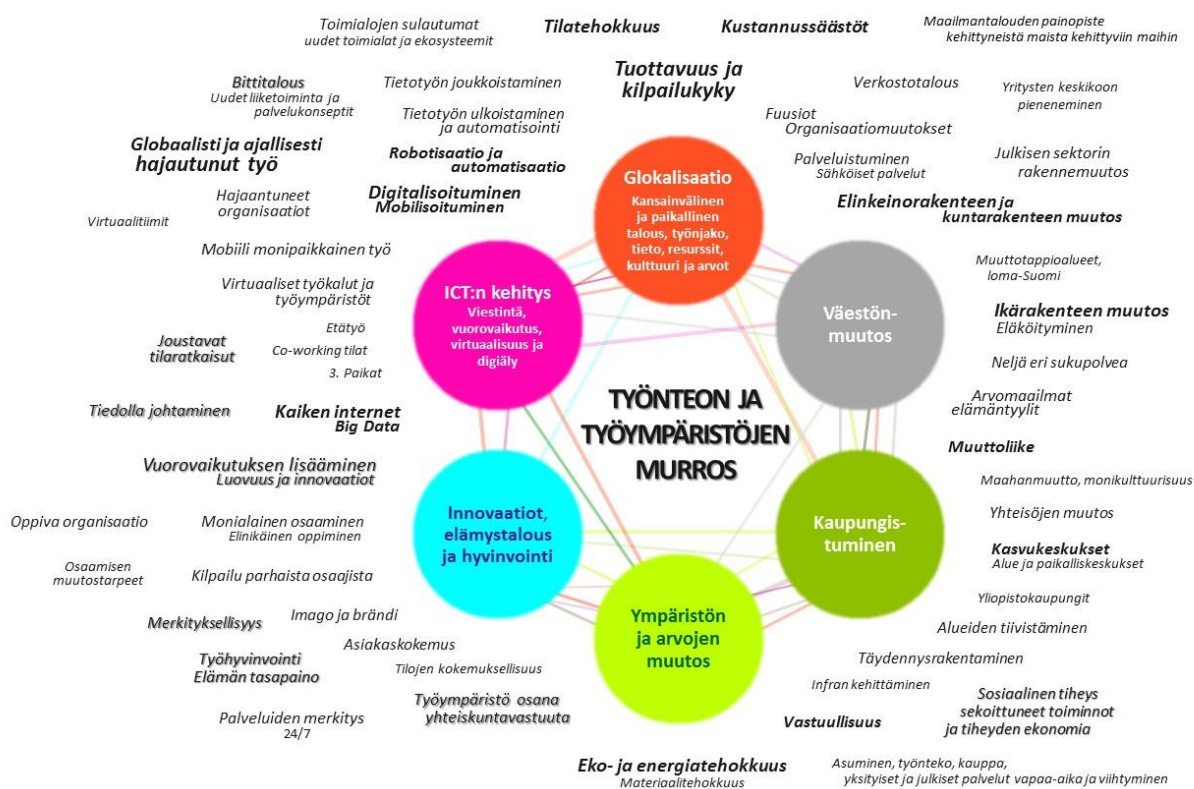 Toimialojen sulautumat
uudet toimialat ja ekosysteemit
Tilatehokkuus
Kustannussäästöt
Maailmantalouden painopiste
kehittyneistä maista kehittyviin maihin
Tuottavuus ja
kilpailukyky
Bittitalous
Uudet liiketoiminta ja
palvelukonseptit
Tietotyön joukkoistaminen
Verkostotalous
Yritysten keskikoon
pieneneminen
Tietotyön ulkoistaminen
ja automatisointi
Fuusiot
Organisaatiomuutokset
Globaalisti ja ajallisesti
hajautunut työ
Robotisaatio ja
automatisaatio
Palveluistuminen
Sähköiset palvelut
Julkisen sektorin
rakennemuutos
Glokalisaatio
Kansainvälinen
ja paikallinen
talous, työnjako,
tieto, resurssit,
kulttuuri ja arvot
Hajaantuneet
organisaatiot
Digitalisoituminen
Mobilisoituminen
Elinkeinorakenteen ja
kuntarakenteen muutos
Virtuaalitiimit
Mobiili monipaikkainen työ
Muuttotappioalueet,
loma-Suomi
Virtuaaliset työkalut ja
työympäristöt
ICT:n kehitys
Viestintä,
vuorovaikutus,
virtuaalisuus ja
digiäly
Väestön-
muutos
Ikärakenteen muutos
Eläköityminen
Etätyö
Joustavat
tilaratkaisut
Co-working tilat
3. Paikat
Neljä eri sukupolvea
TYÖNTEON JA
TYÖYMPÄRISTÖJEN
MURROS
Arvomaailmat
elämäntyylit
Tiedolla johtaminen
Kaiken internet
Big Data
Muuttoliike
Vuorovaikutuksen lisääminen
Luovuus ja innovaatiot
Maahanmuutto, monikulttuurisuus
Oppiva organisaatio
Monialainen osaaminen
Elinikäinen oppiminen
Innovaatiot,
elämystalous
ja hyvinvointi
Kaupungis-
tuminen
Yhteisöjen muutos
Kasvukeskukset
Alue ja paikalliskeskukset
Osaamisen
muutostarpeet
Kilpailu parhaista osaajista
Yliopistokaupungit
Merkityksellisyys
Imago ja brändi
Ympäristön
ja arvojen
muutos
Alueiden tiivistäminen
Asiakaskokemus
Täydennysrakentaminen
Työhyvinvointi
Elämän tasapaino
Tilojen kokemuksellisuus
Infran kehittäminen
Työympäristö osana
yhteiskuntavastuuta
Sosiaalinen tiheys
sekoittuneet toiminnot
ja tiheyden ekonomia
Palveluiden merkitys
24/7
Vastuullisuus
Eko- ja energiatehokkuus
Materiaalitehokkuus
Asuminen, työnteko, kauppa,
yksityiset ja julkiset palvelut vapaa-aika ja viihtyminen